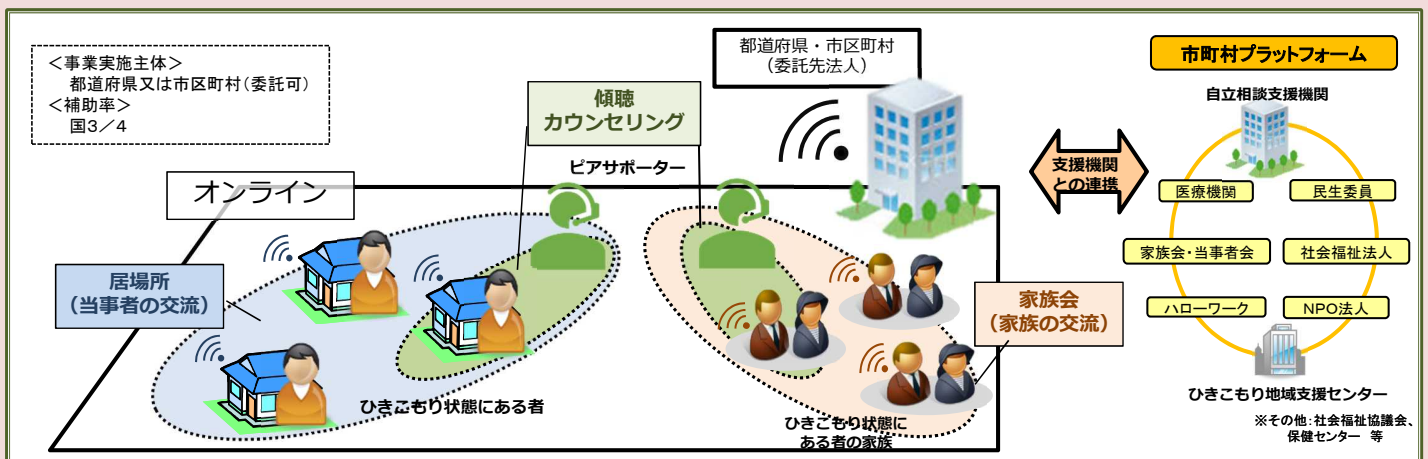 ＜事業実施主体＞
都道府県又は市区町村（委託可）
＜補助率＞
国3／4
都道府県・市区町村
（委託先法人）
傾聴
カウンセリング
ピアサポーター
オンライン
居場所
（当事者の交流）
ひきこもり状態にある者
家族会
（家族の交流）
ひきこもり状態に
ある者の家族
支援機関
との連携
市町村プラットフォーム
自立相談支援機関
医療機関
民生委員
家族会・当事者会
社会福祉法人
ハローワーク
NPO法人
ひきこもり地域支援センター
※その他：社会福祉協議会、
保健センター 等